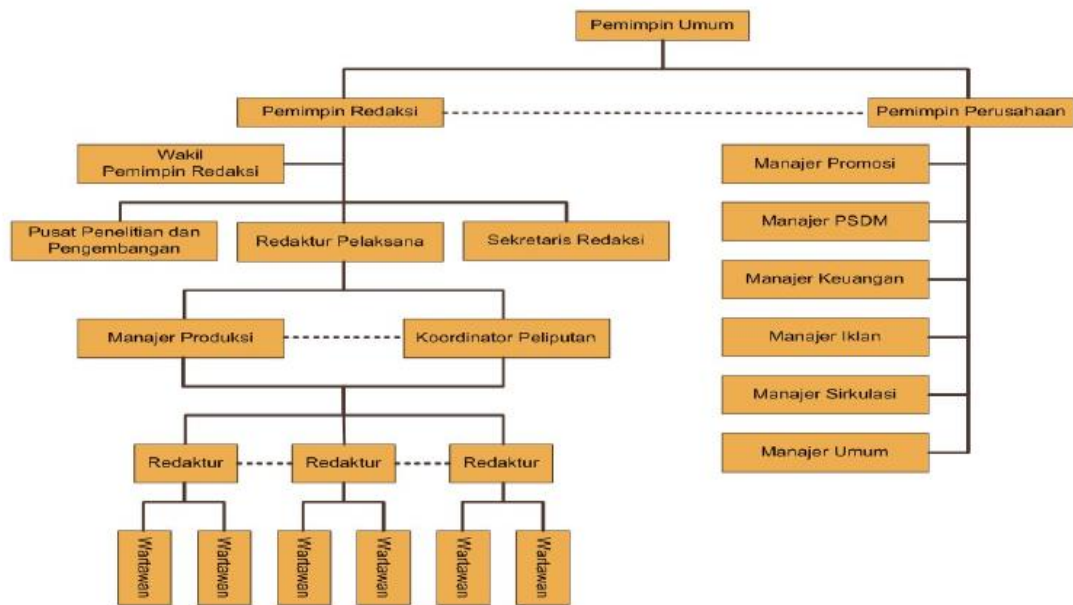 Pemimpin Umum
Pemimpin Redaksi
Pemimpin Perusahaan
Wakil
Pemimpin Redaksi
Manajer Promosi
Pusat Penelitian dan
Pengembangan
Redaktur Pelaksana
Sekretaris Redaksi
Manajer PSDM
Manajer Keuangan
Manajer Produksi
Koordinator Peliputan
Manajer Iklan
Manajer Sirkulasi
Redaktur
Redaktur
Redaktur
Manajer Umum
Wartawan
Wartawan
Wartawan
Wartawan
Wartawan
Wartawan